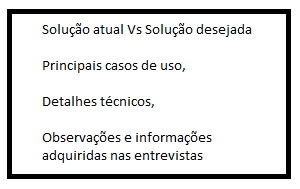 Solução atual Vs Solução desejada
Principais casos de uso,
Detalhes técnicos,
Observações e informações
adquiridas nas entrevistas